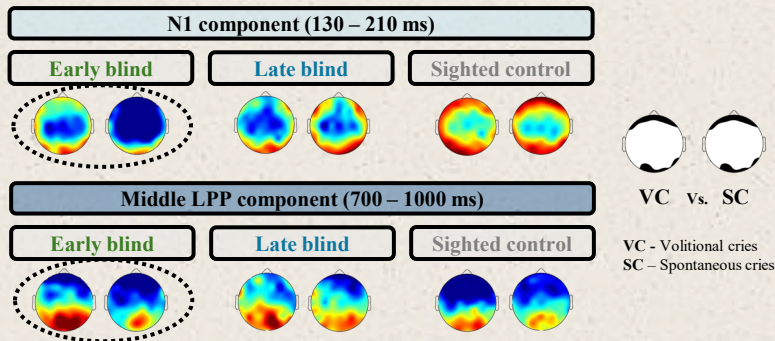 N1 component (130 – 210 ms)
Early blind
Late blind
Sighted control
Middle LPP component (700 – 1000 ms)
Early blind
Late blind
Sighted control
VC Vs. SC
VC - Volitional cries
SC – Spontaneous cries